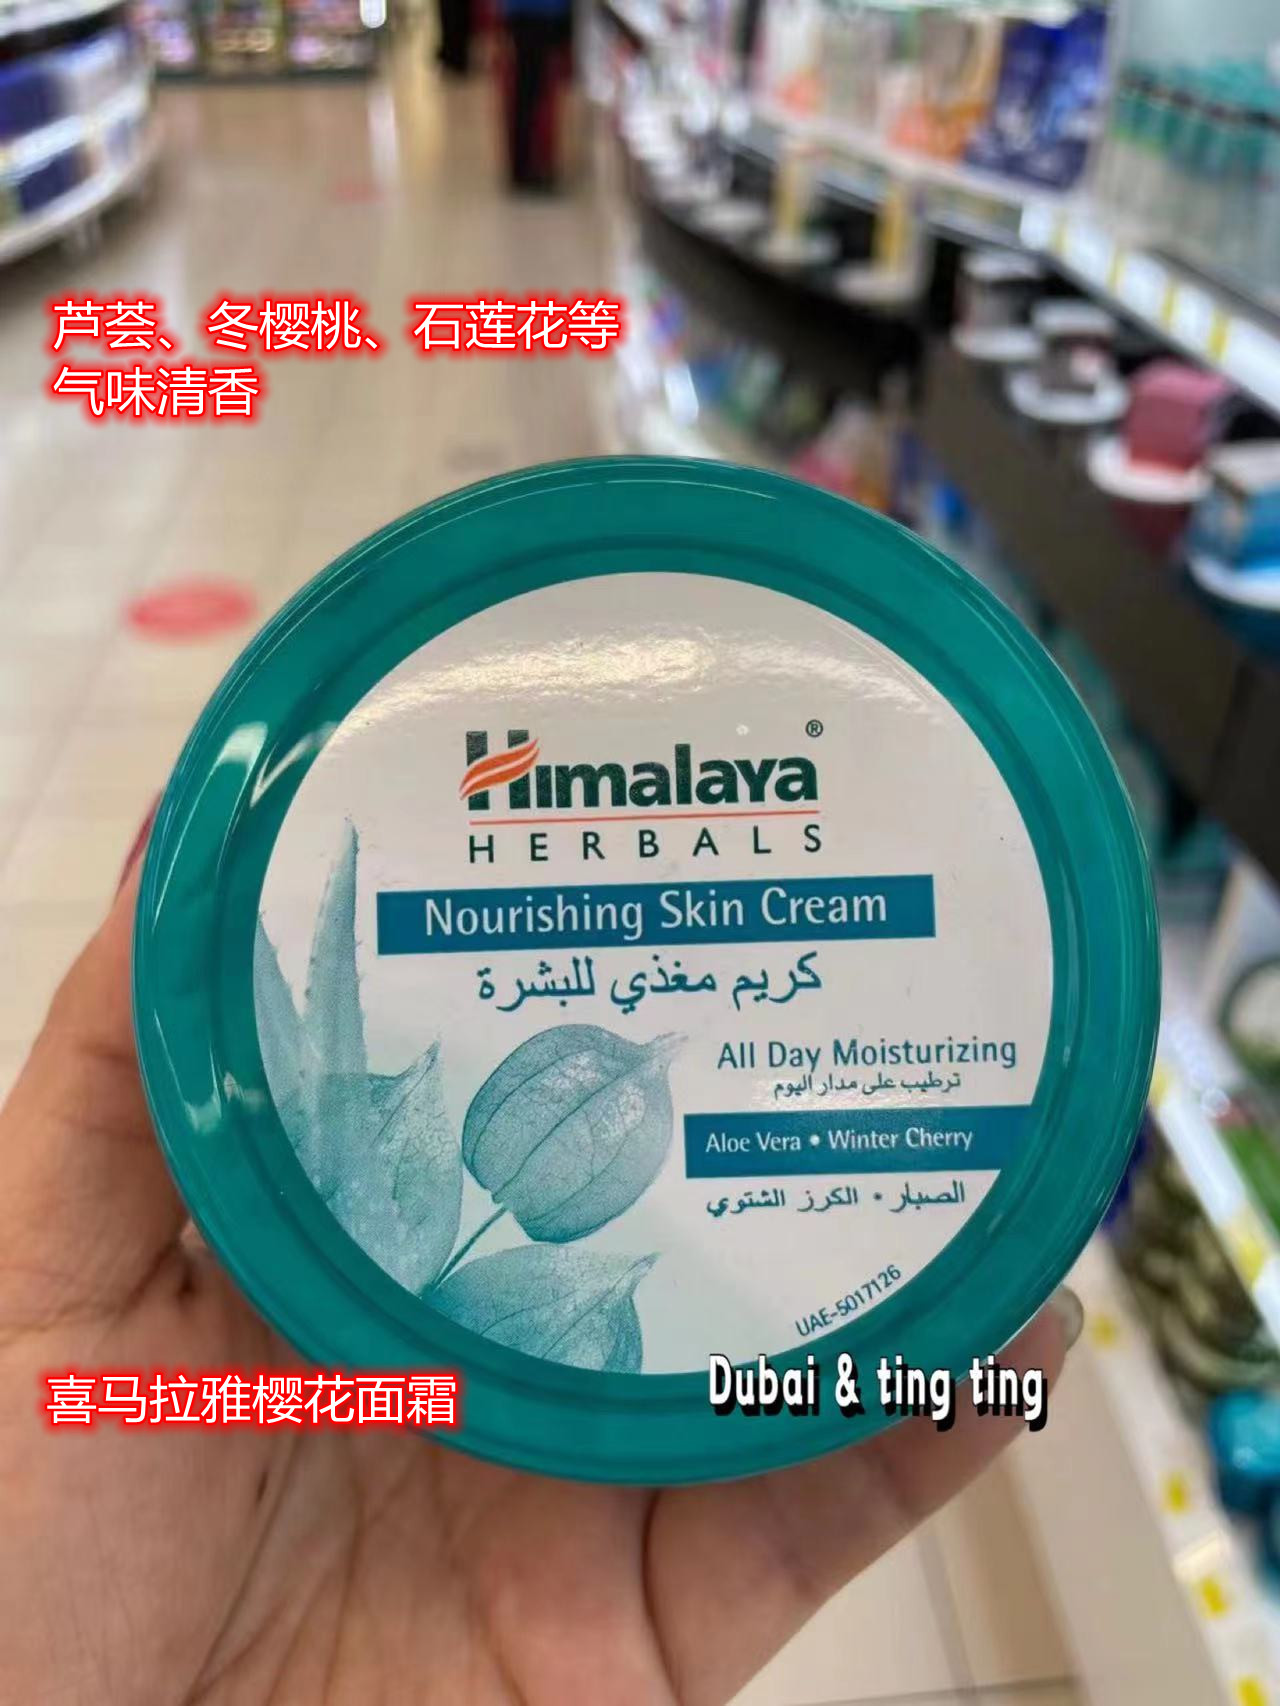 芦荟、冬樱桃、石莲花等
气味清香
Himalaya®
HERBALS
Nourishing Skin Cream
كريم مغذي للبشرة
All Day Moisturizing
ترطيب على مدار اليوم
Aloe Vera • Winter Cherry
الصبار • الكرز الشتوي
UAE-5017126
Dubai & ting ting
喜马拉雅樱花面霜